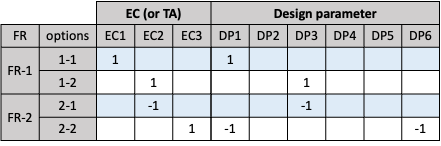 EC (or TA) Design parameter
FR options EC1 EC2 EC3 DP1 DP2 DP3 DP4 DP5 DP6
FR-1 1-1 1 1
1-2 1 1
FR-2 2-1 -1 -1
2-2 1 -1 -1